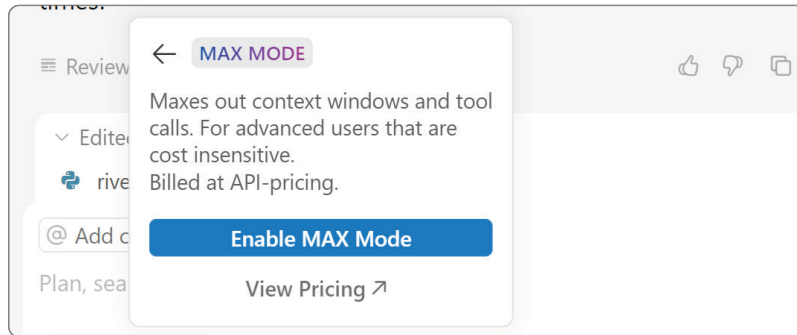 times.
Review
MAX MODE
Maxes out context windows and tool
calls. For advanced users that are
cost insensitive.
Billed at API-pricing.
Edite
rive
@ Add c
Enable MAX Mode
Plan, sea
View Pricing ↗